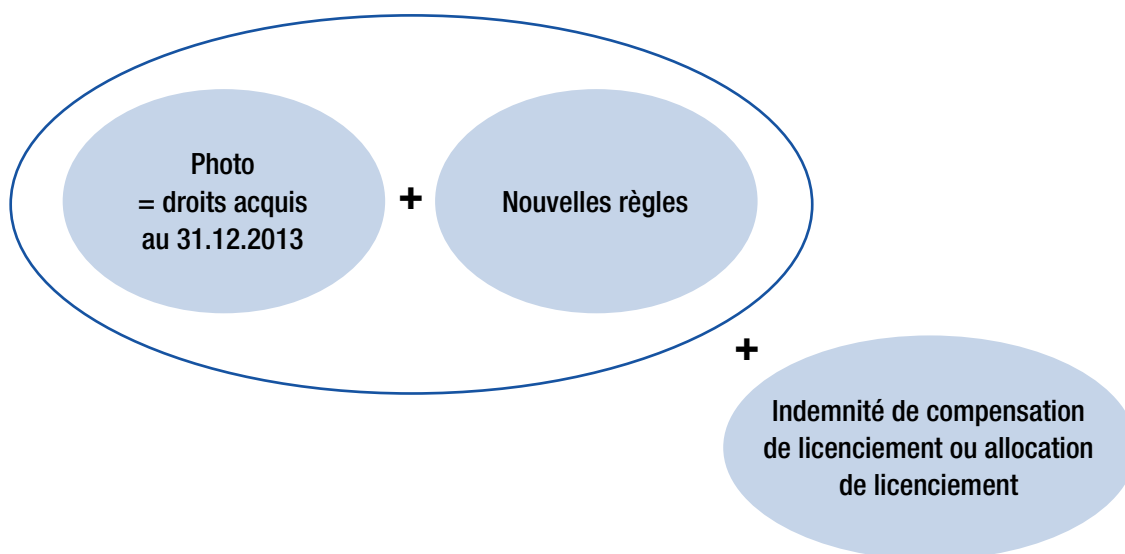 Photo
= droits acquis
au 31.12.2013
+
Nouvelles règles
+
Indemnité de compensation
de licenciement ou allocation
de licenciement